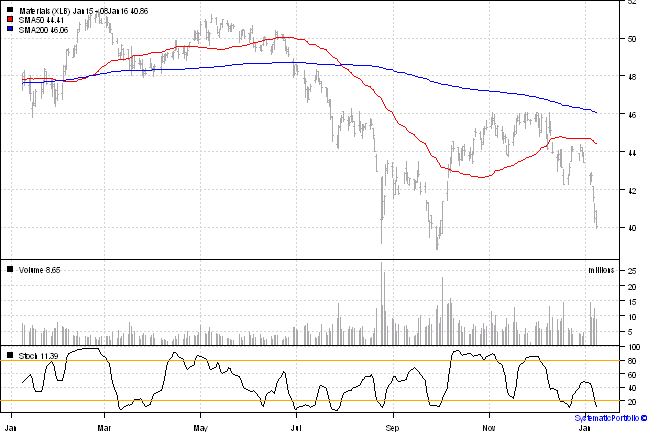 Materials (XLB) Jan15 - 08Jan16 40.86
SMA50 44.41
SMA200 46.06
52
50
48
46
44
42
40
Volume 8.65
millions
25
20
15
10
5
Stoch 11.39
100
80
60
40
20
Jan Mar May Jul Sep Nov Jan
SystematicPortfolio ©